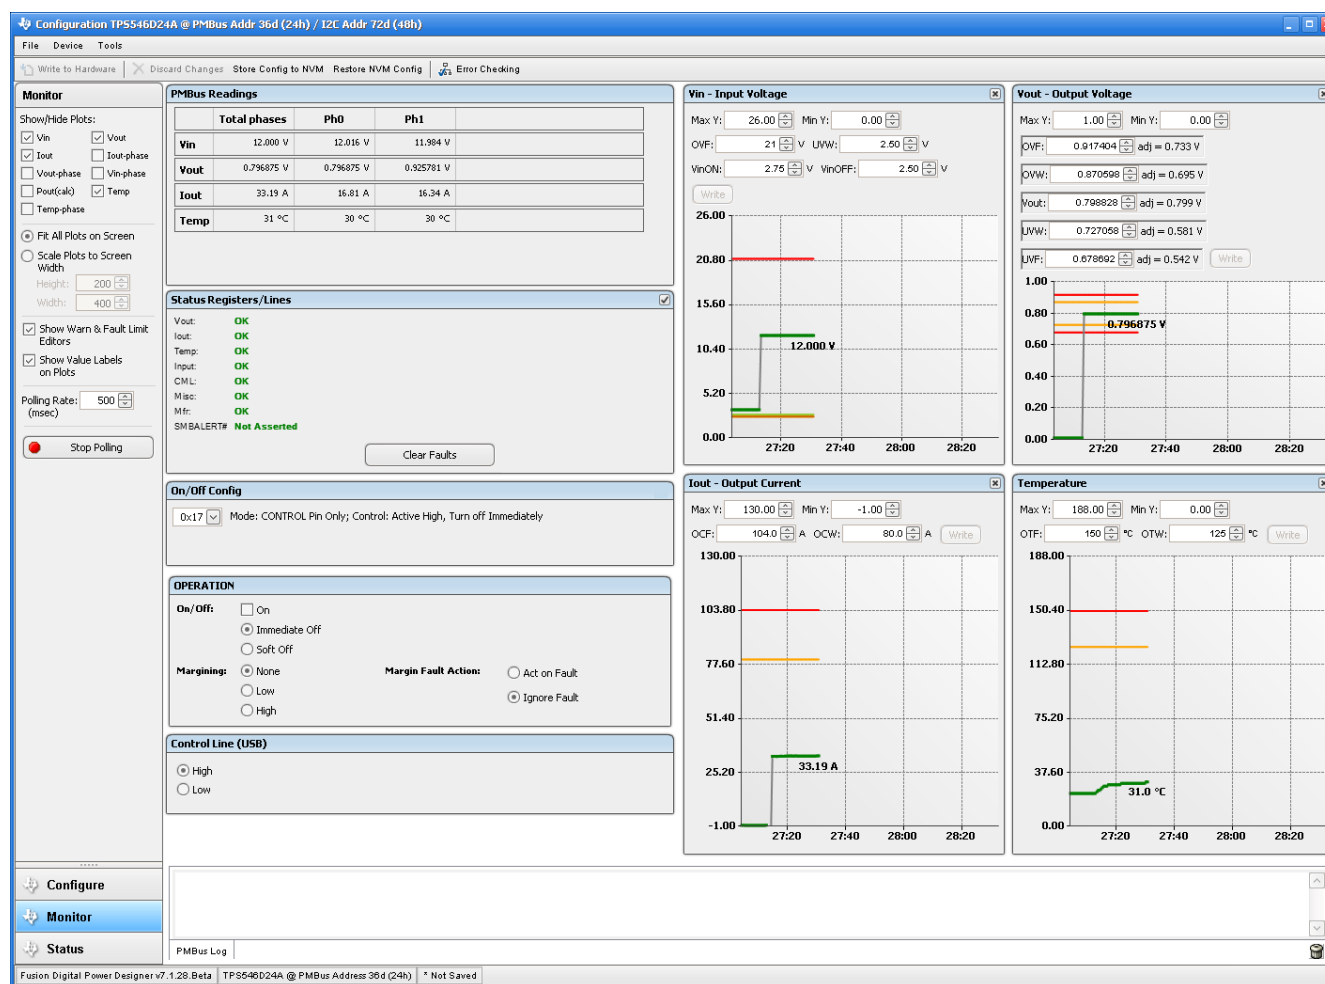 Configuration TPS546D24A @ PMBus Addr 36d (24h) / I2C Addr 72d (48h)
File Device Tools
Write to Hardware Discard Changes Store Config to NVM Restore NVM Config Error Checking
Monitor
Show/Hide Plots:
Vin Vout
Iout Iout-phase
Vout-phase Vin-phase
Pout(calc) Temp
Temp-phase
Fit All Plots on Screen
Scale Plots to Screen
Width
Height: 200
Width: 400
Show Warn & Fault Limit
Editors
Show Value Labels
on Plots
Polling Rate: 500
(msec)
Stop Polling
PMBus Readings
Total phases Ph0 Ph1
Vin 12.000 V 12.016 V 11.984 V
Vout 0.796875 V 0.796875 V 0.925781 V
Iout 33.19 A 16.81 A 16.34 A
Temp 31 °C 30 °C 30 °C
Status Registers/Lines
Vout: OK
Iout: OK
Temp: OK
Input: OK
CML: OK
Misc: OK
Mfr: OK
SMBALERT# Not Asserted
Clear Faults
On/Off Config
0x17 Mode: CONTROL Pin Only; Control: Active High, Turn off Immediately
OPERATION
On/Off: On
Immediate Off
Soft Off
Margining: None Margin Fault Action: Act on Fault
Low Ignore Fault
High
Control Line (USB)
High
Low
Vin - Input Voltage
Max Y: 26.00 Min Y: 0.00
OVF: 21 V UVW: 2.50 V
VinON: 2.75 V VinOFF: 2.50 V
Write
26.00
20.80
15.60
10.40
5.20
0.00
12.000 V
27:20 27:40 28:00 28:20
Vout - Output Voltage
Max Y: 1.00 Min Y: 0.00
OVF: 0.917404 adj = 0.733 V
OVW: 0.870598 adj = 0.695 V
Vout: 0.798828 adj = 0.799 V
UVW: 0.727058 adj = 0.581 V
UVF: 0.678692 adj = 0.542 V Write
1.00
0.80
0.60
0.40
0.20
0.00
0.796875 V
27:20 27:40 28:00 28:20
Iout - Output Current
Max Y: 130.00 Min Y: -1.00
OCF: 104.0 A OCW: 80.0 A Write
130.00
103.80
77.60
51.40
25.20
-1.00
33.19 A
27:20 27:40 28:00 28:20
Temperature
Max Y: 188.00 Min Y: 0.00
OTF: 150 °C OTW: 125 °C Write
188.00
150.40
112.80
75.20
37.60
0.00
31.0 °C
27:20 27:40 28:00 28:20
Configure
Monitor
Status
PMBus Log
Fusion Digital Power Designer v7.1.28.Beta TPS546D24A @ PMBus Address 36d (24h) * Not Saved